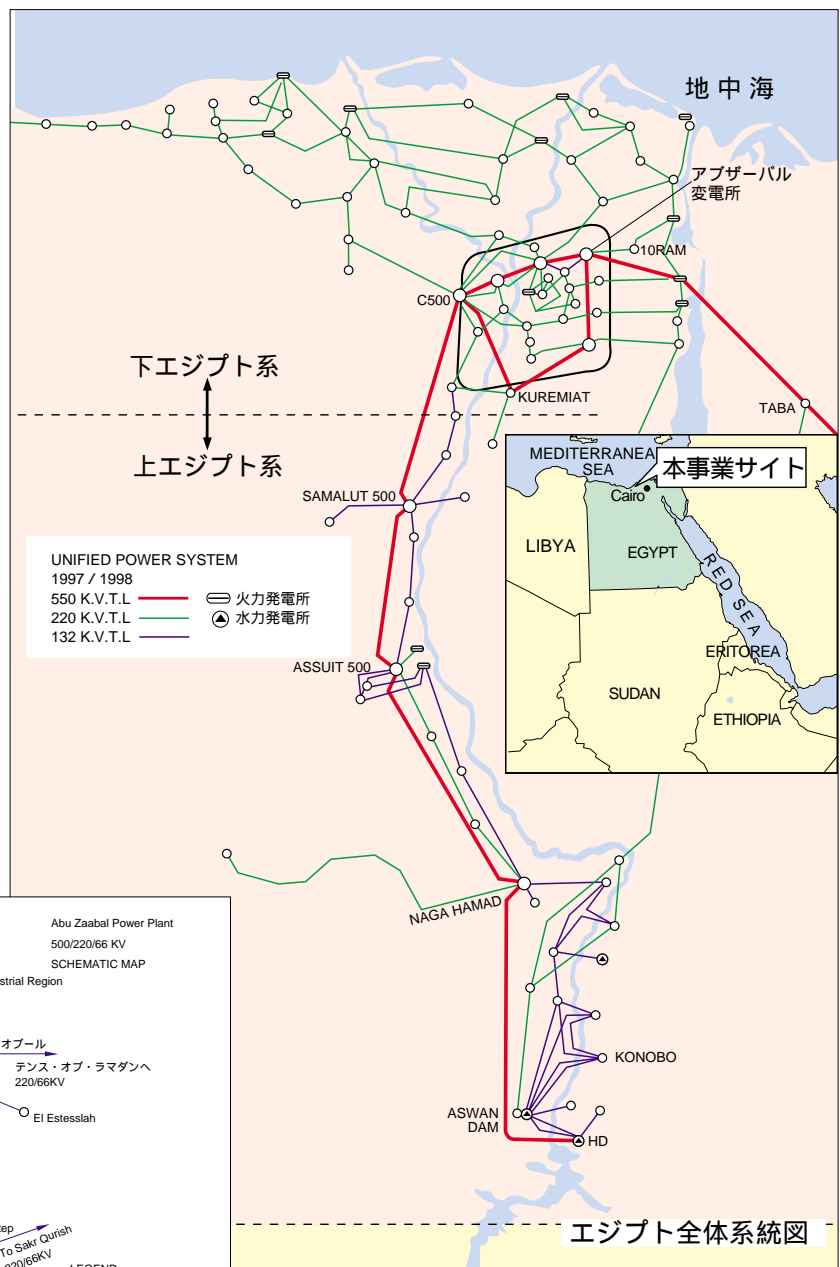 地中海
アブザーバル
変電所
10RAM
C500
下エジプト系
KUREMIAT
TABA
上エジプト系
MEDITERRANEA
SEA
本事業サイト
Cairo
SAMALUT 500
LIBYA
EGYPT
RED SEA
UNIFIED POWER SYSTEM
1997 / 1998
550 K.V.T.L 火力発電所
220 K.V.T.L 水力発電所
132 K.V.T.L
ERITOREA
ASSUIT 500
SUDAN
ETHIOPIA
NAGA HAMAD
Abu Zaabal Power Plant
500/220/66 KV
SCHEMATIC MAP
strial Region
オブール
テンス・オブ・ラマダンへ
220/66KV
KONOBO
El Estesslah
ASWAN
DAM
HD
tep
To Sakr Qurish
220/66KV
エジプト全体系統図